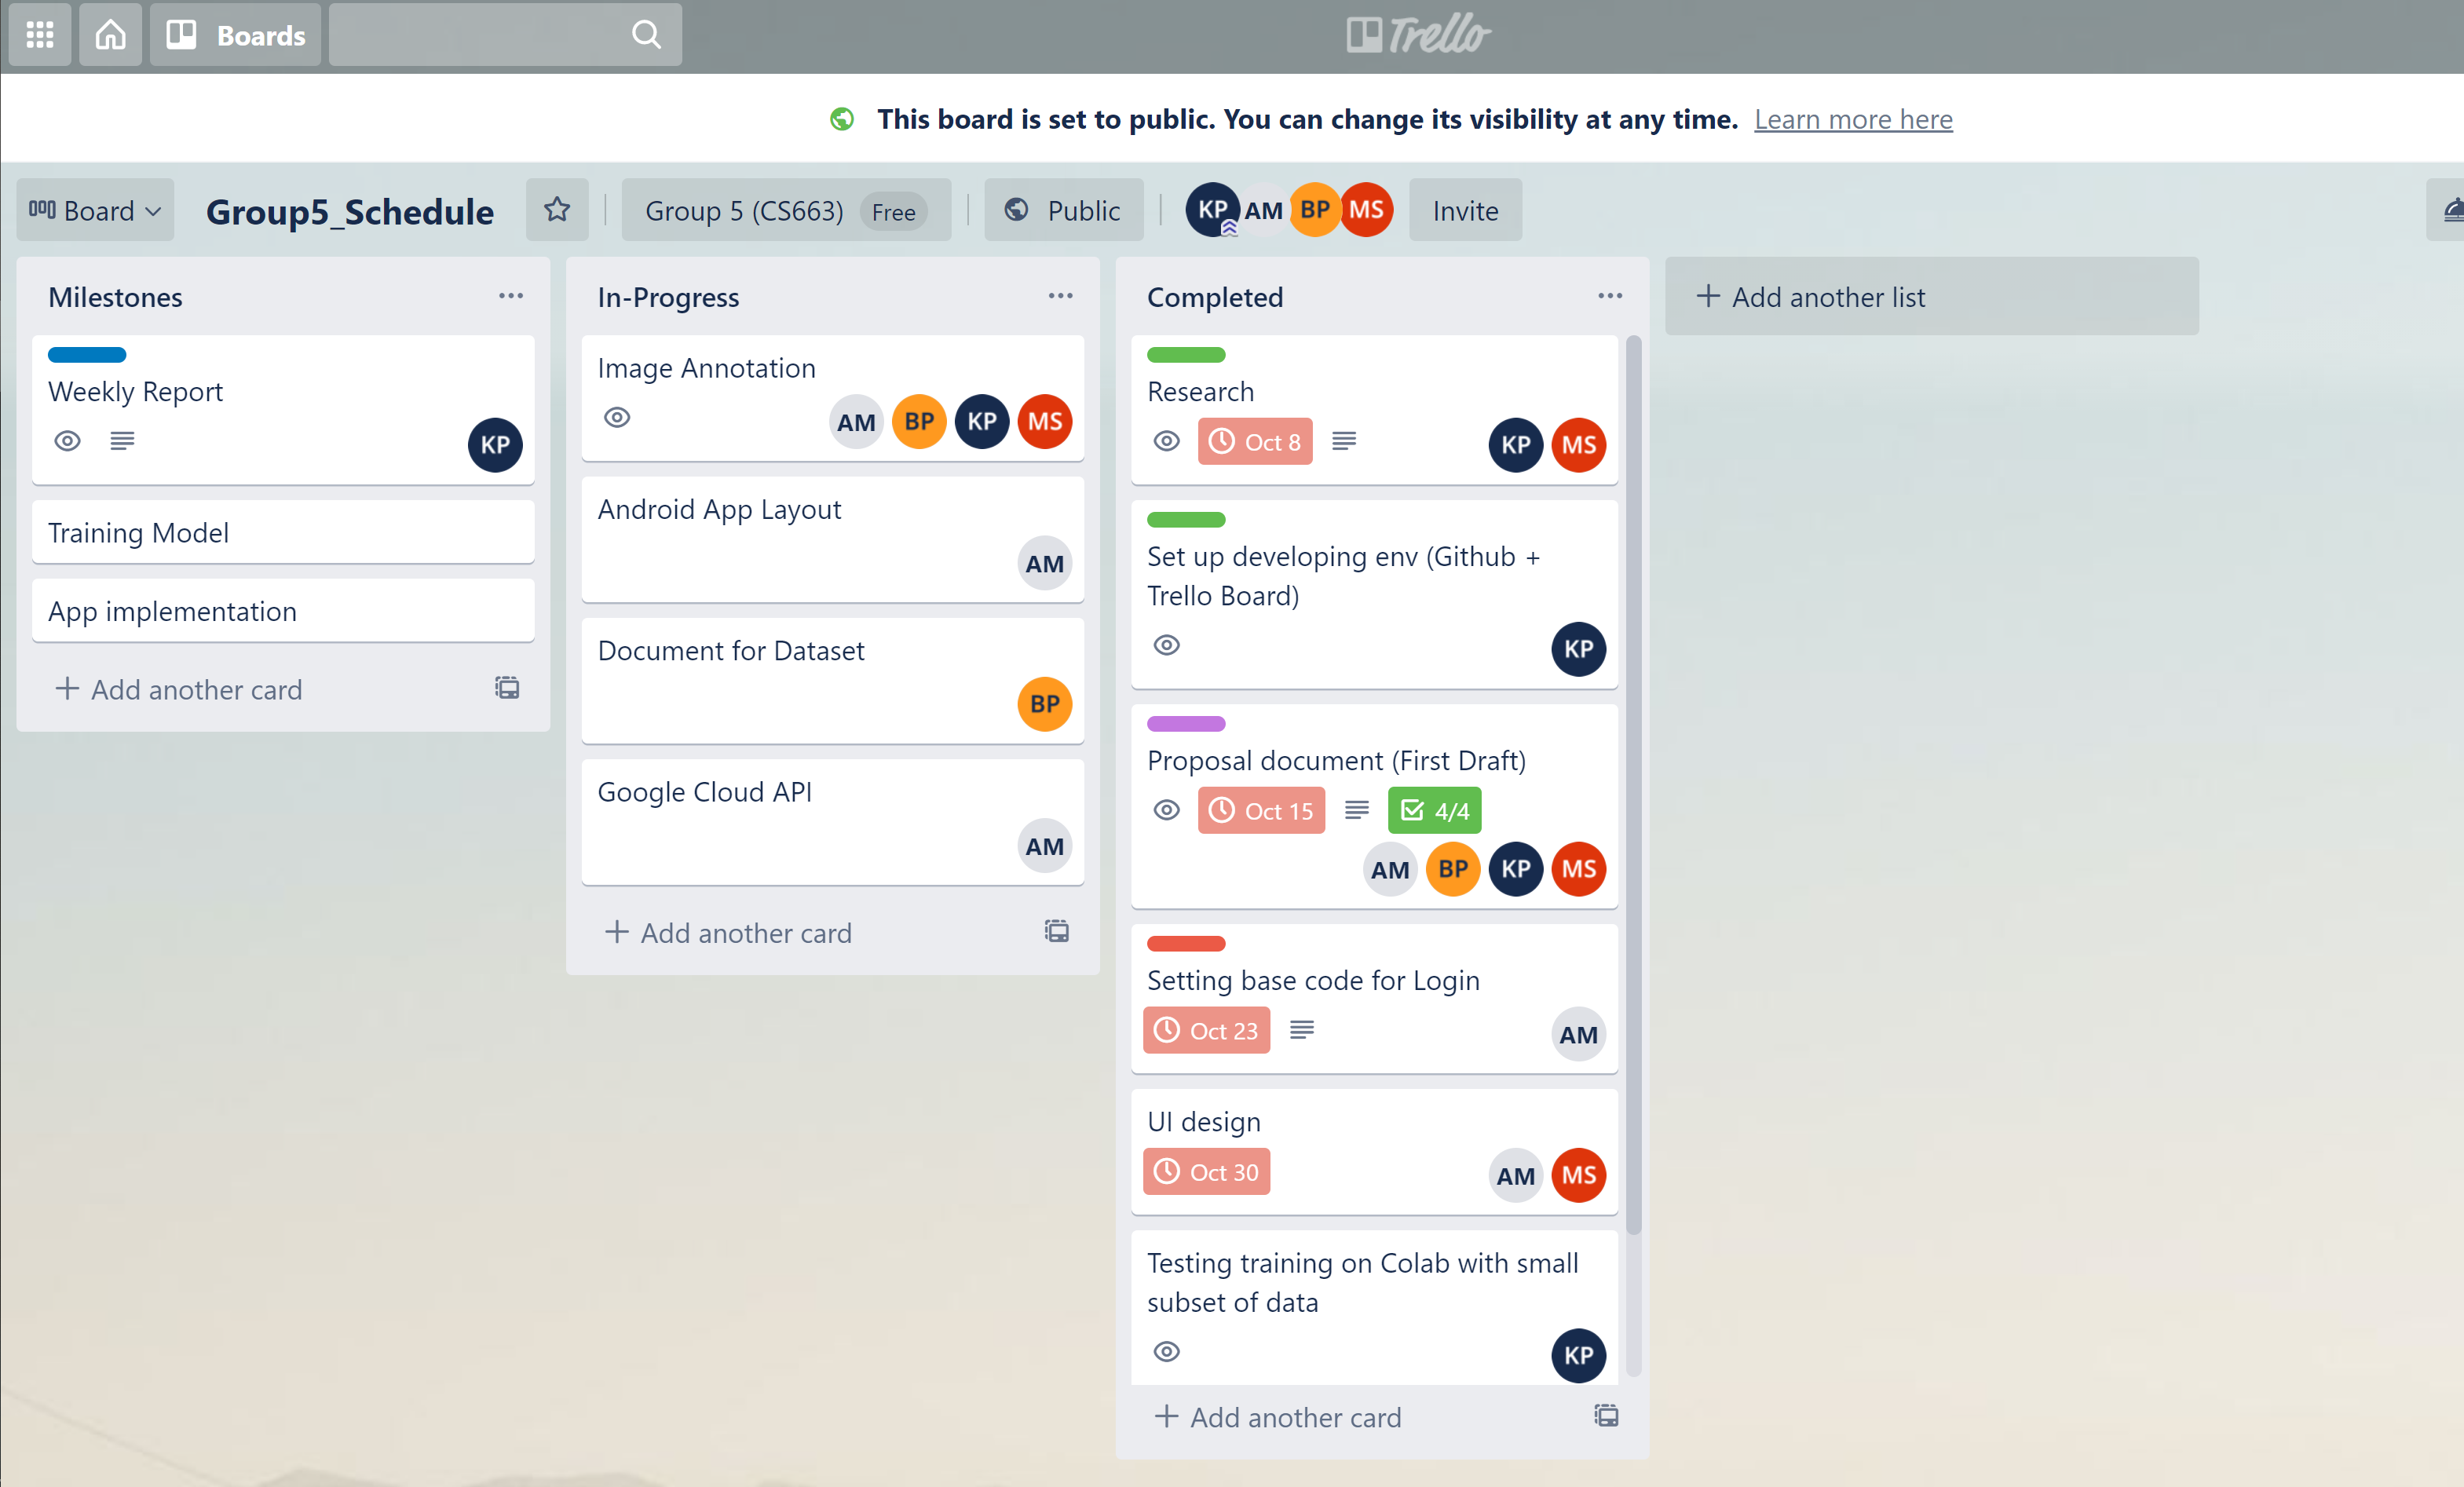 Boards
Trello
This board is set to public. You can change its visibility at any time. Learn more here
Board
Group5_Schedule
Group 5 (CS663) Free
Public
KP AM BP MS
Invite
Milestones
Weekly Report
KP
Training Model
App implementation
+ Add another card
In-Progress
Image Annotation
AM BP KP MS
Android App Layout
AM
Document for Dataset
BP
Google Cloud API
AM
+ Add another card
Completed
Research
Oct 8
KP MS
Set up developing env (Github +
Trello Board)
KP
Proposal document (First Draft)
Oct 15 4/4
AM BP KP MS
Setting base code for Login
Oct 23
AM
UI design
Oct 30
AM MS
Testing training on Colab with small
subset of data
KP
+ Add another card
+ Add another list